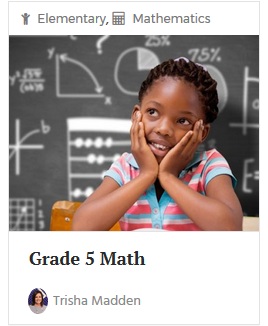 Elementary, Mathematics
?
25%
75%
y
x
b
Grade 5 Math
Trisha Madden